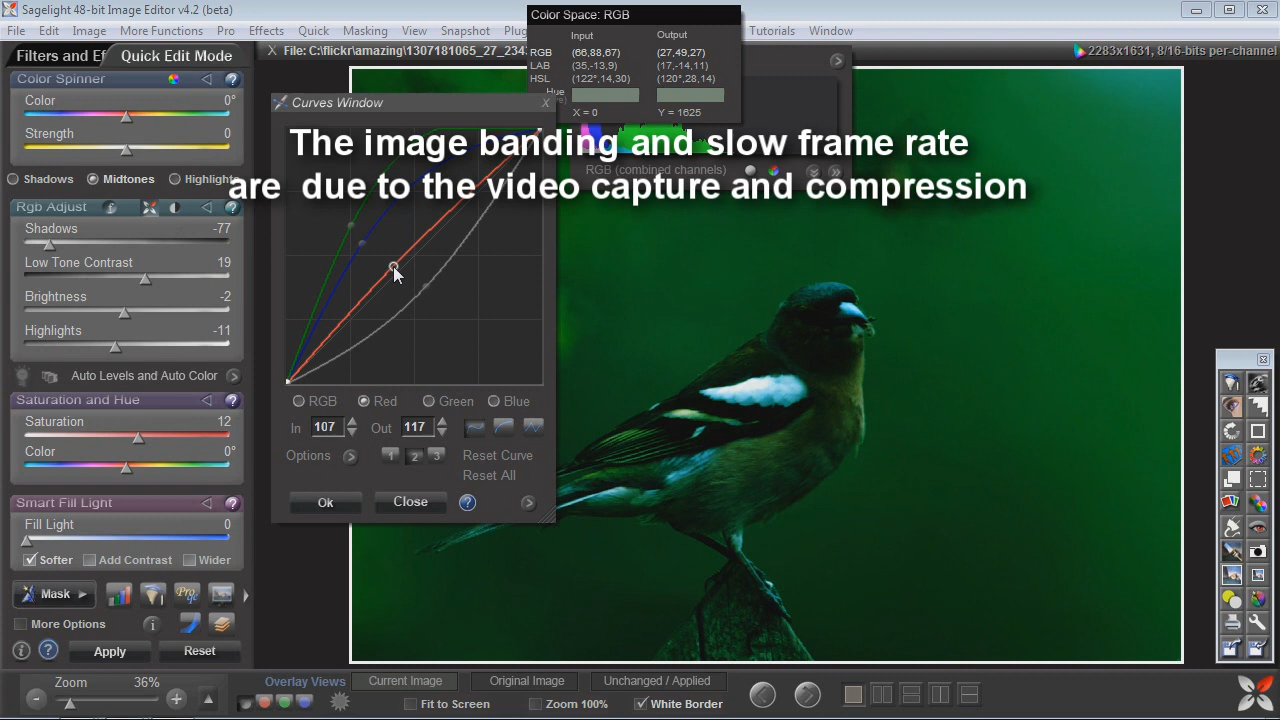 Sagelight 48-bit Image Editor v4.2 (beta)
File Edit Image More Functions Pro Quick Effects Masking View Snapshot Tutorials Window
Color Space: RGB
Input Output
RGB (66,88,67) (27,49,27)
LAB (35,-13,9) (17,-14,11)
HSL (122°,14,30) (120°,28,14)
Hue
X = 0 Y = 1625
Quick Edit Mode
X File: C:\flickr\amazing\1307181065_27_234
2283x1631, 8/16-bits per-channel
Color Spinner
Color 0°
Strength 0
Shadows Midtones Highlights
Rgb Adjust
Shadows -77
Low Tone Contrast 19
Brightness -2
Highlights -11
Auto Levels and Auto Color
Saturation and Hue
Saturation 12
Color 0°
Smart Fill Light
Fill Light 0
Softer Add Contrast Wider
Mask
More Options
Apply Reset
Curves Window X
The image banding and slow frame rate
are due to the video capture and compression
RGB (combined channels)
RGB Red Green Blue
In 107 Out 117
Options 1 2 3 Reset Curve
Reset All
Ok Close
Zoom 36%
Overlay Views Current Image Original Image Unchanged / Applied
Fit to Screen Zoom 100% White Border